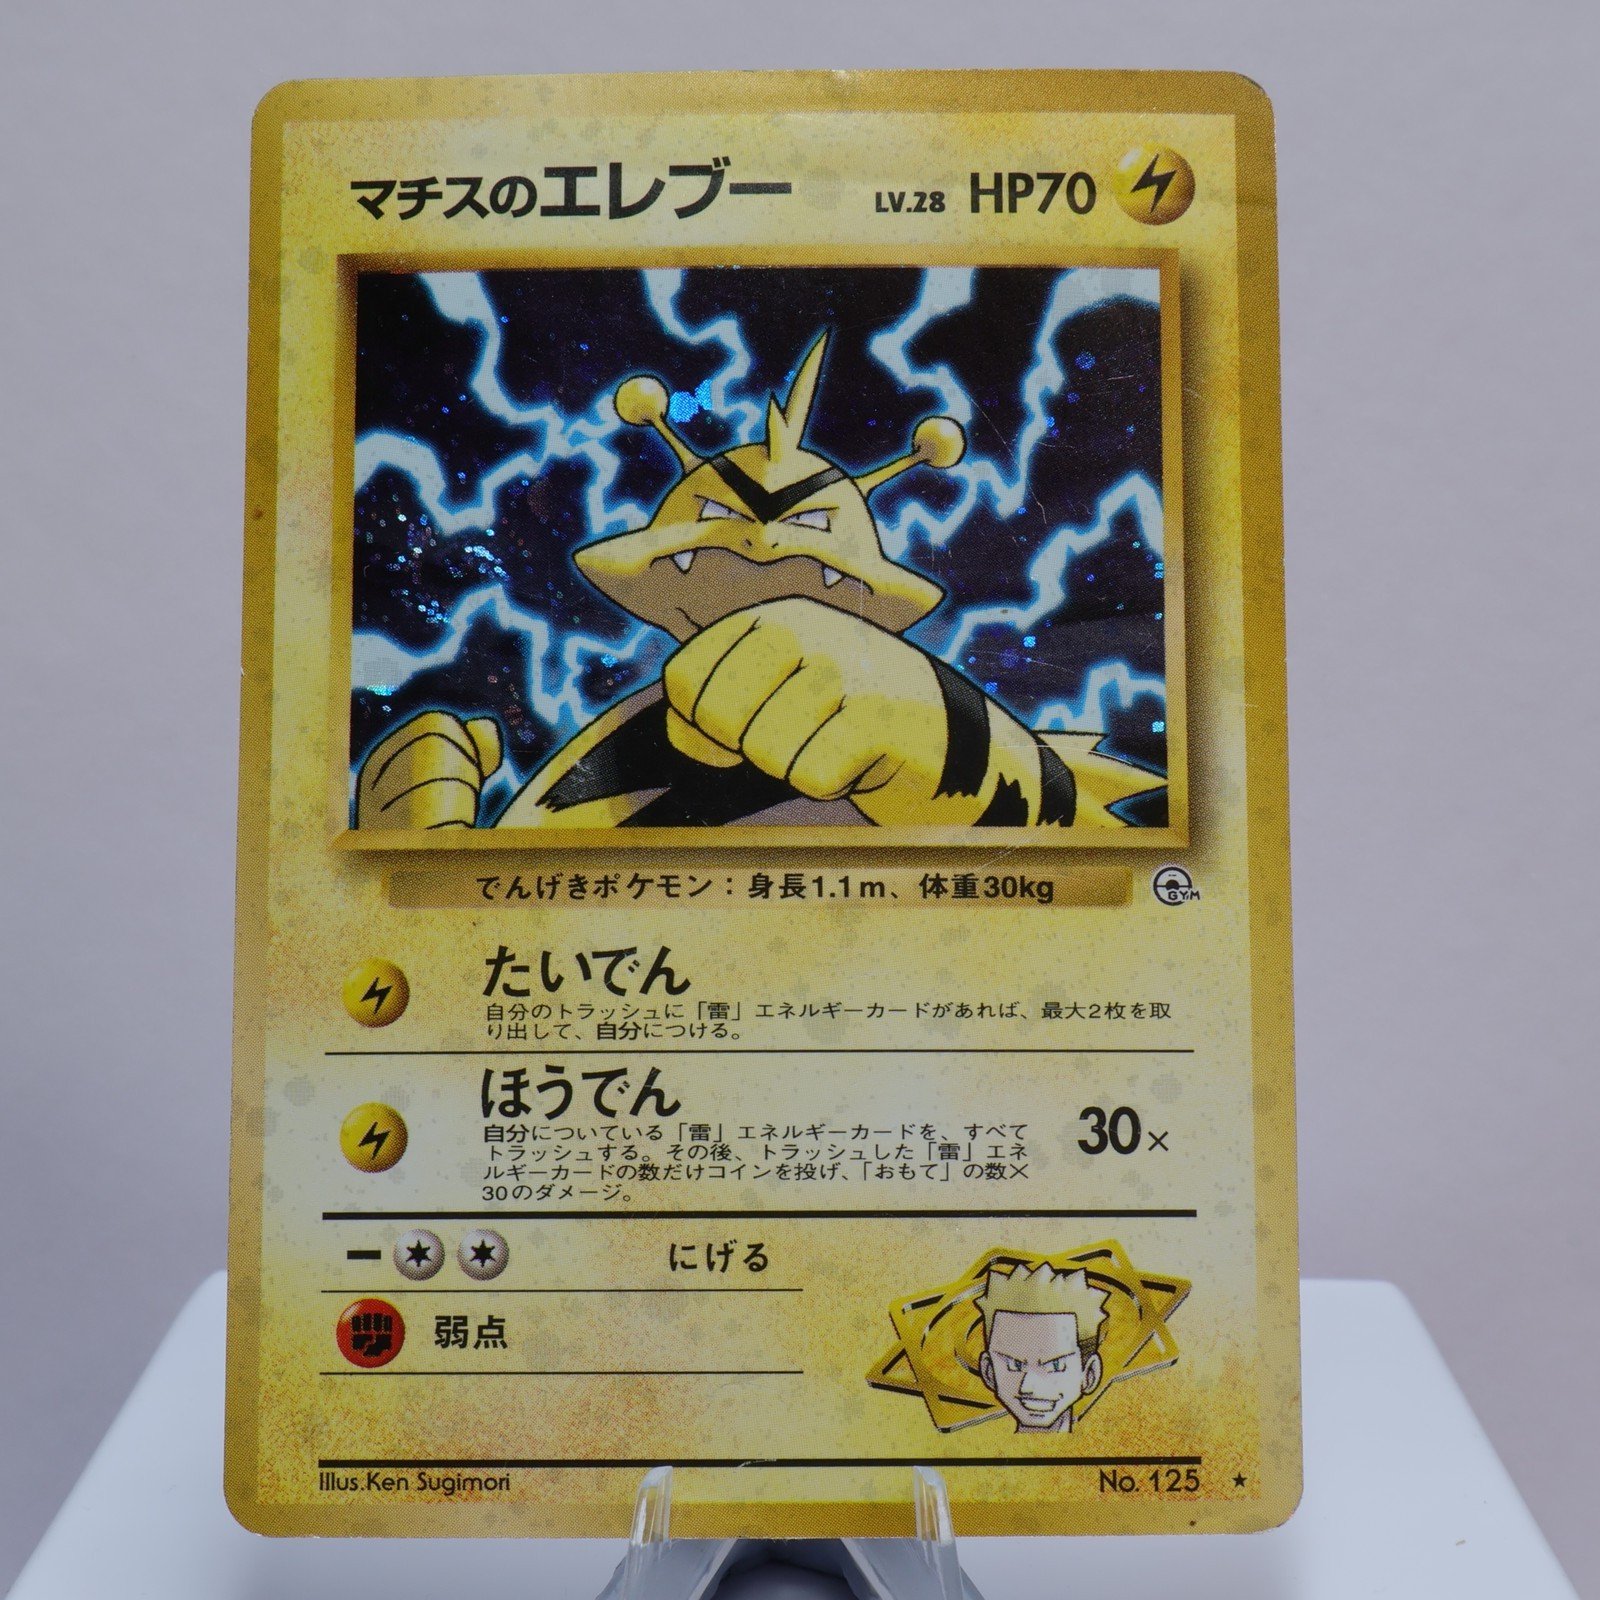 マチスのエレブー LV.28 HP70
でんげきポケモン：身長1.1m、体重30kg
GYM
たいでん
自分のトラッシュに「雷」エネルギーカードがあれば、最大2枚を取
り出して、自分につける。
ほうでん 30×
自分についている「雷」エネルギーカードを、すべて
トラッシュする。その後、トラッシュした「雷」エネ
ルギーカードの数だけコインを投げ、「おもて」の数×
30のダメージ。
にげる
弱点
Illus.Ken Sugimori No. 125 ★